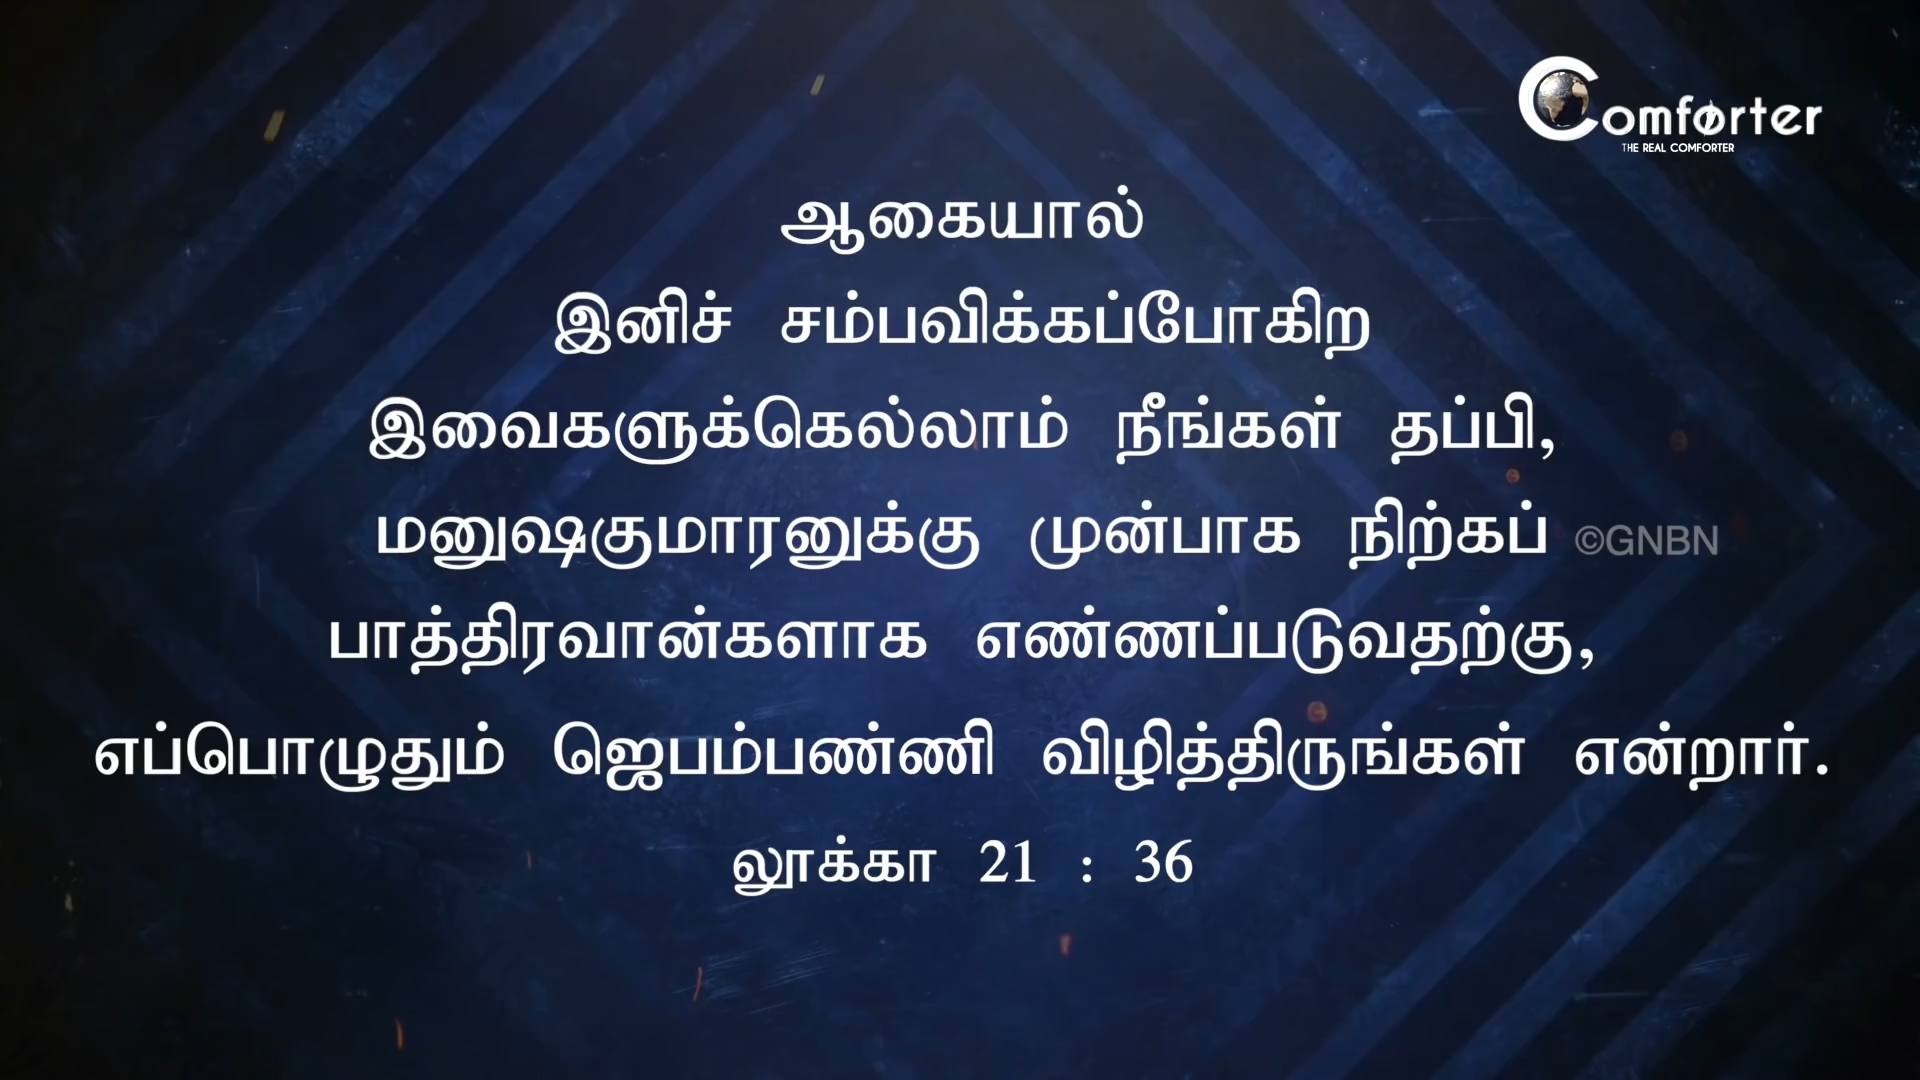 Comforter
THE REAL COMFORTER
ஆகையால்
இனிச் சம்பவிக்கப்போகிற
இவைகளுக்கெல்லாம் நீங்கள் தப்பி,
மனுஷகுமாரனுக்கு முன்பாக நிற்கப் ©GNBN
பாத்திரவான்களாக எண்ணப்படுவதற்கு,
எப்பொழுதும் ஜெபம்பண்ணி விழித்திருங்கள் என்றார்.
லூக்கா 21 : 36